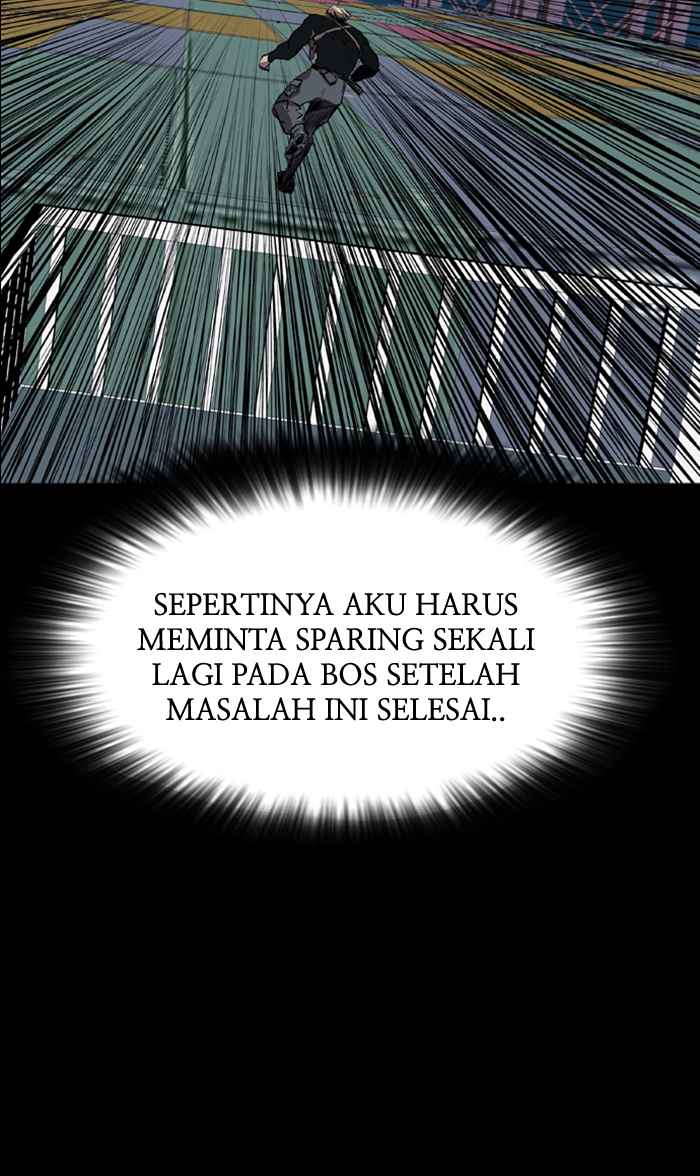 SEPERTINYA AKU HARUS
MEMINTA SPARING SEKALI
LAGI PADA BOS SETELAH
MASALAH INI SELESAI..